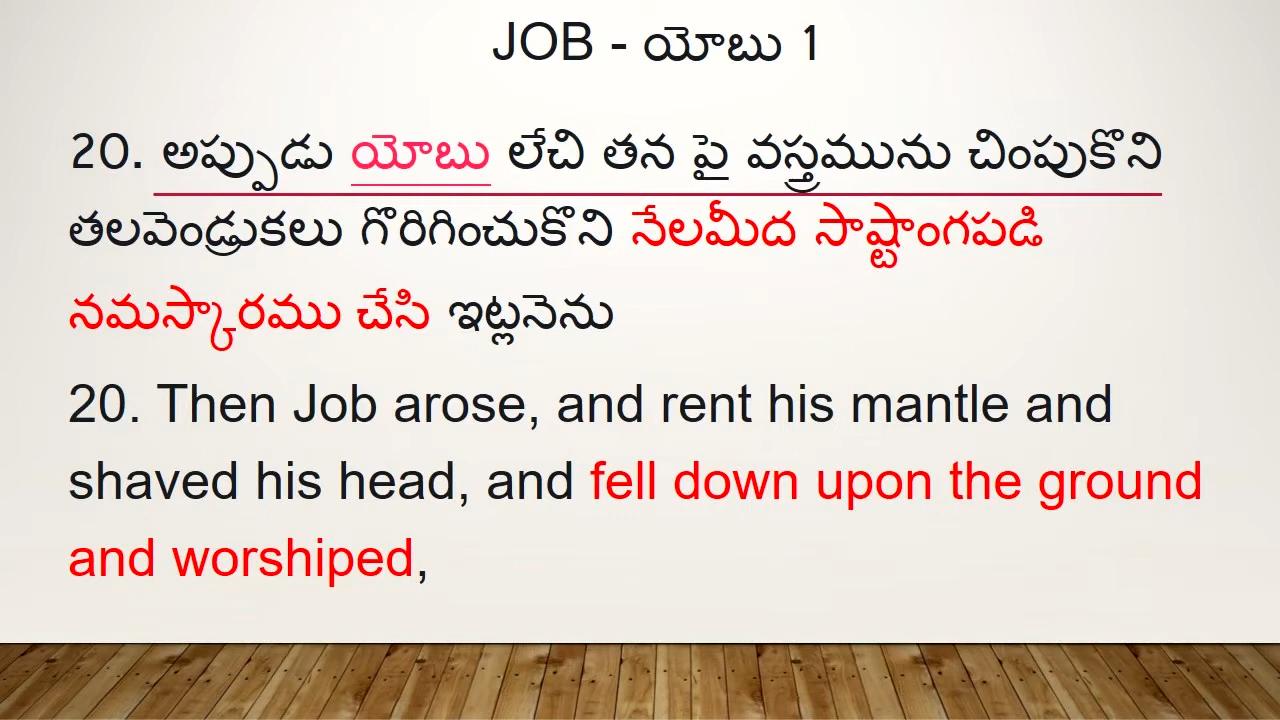 JOB - యోబు 1
20. అప్పుడు యోబు లేచి తన పై వస్త్రమును చింపుకొని
తలవెండ్రుకలు గొరిగించుకొని నేలమీద సాష్టాంగపడి
నమస్కారము చేసి ఇట్లనెను
20. Then Job arose, and rent his mantle and
shaved his head, and fell down upon the ground
and worshiped,